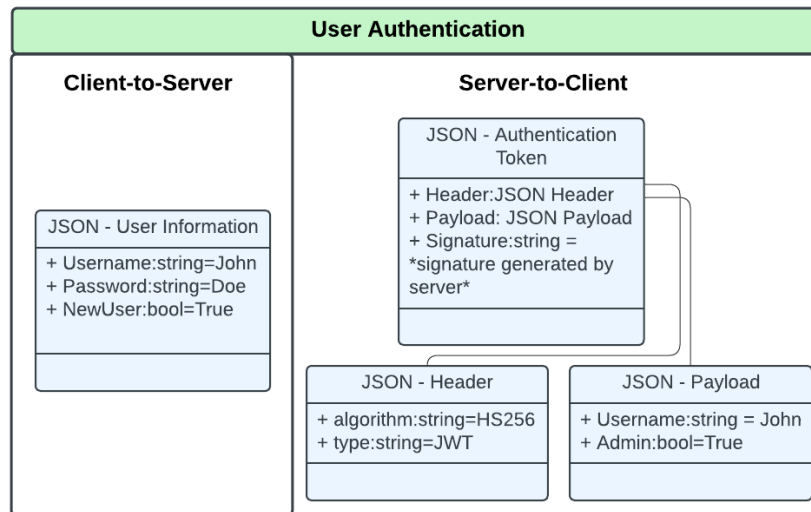 User Authentication
Client-to-Server
JSON - User Information
+ Username:string=John
+ Password:string=Doe
+ NewUser:bool=True
Server-to-Client
JSON - Authentication
Token
+ Header:JSON Header
+ Payload: JSON Payload
+ Signature:string =
*signature generated by
server*
JSON - Header
+ algorithm:string=HS256
+ type:string=JWT
JSON - Payload
+ Username:string = John
+ Admin:bool=True